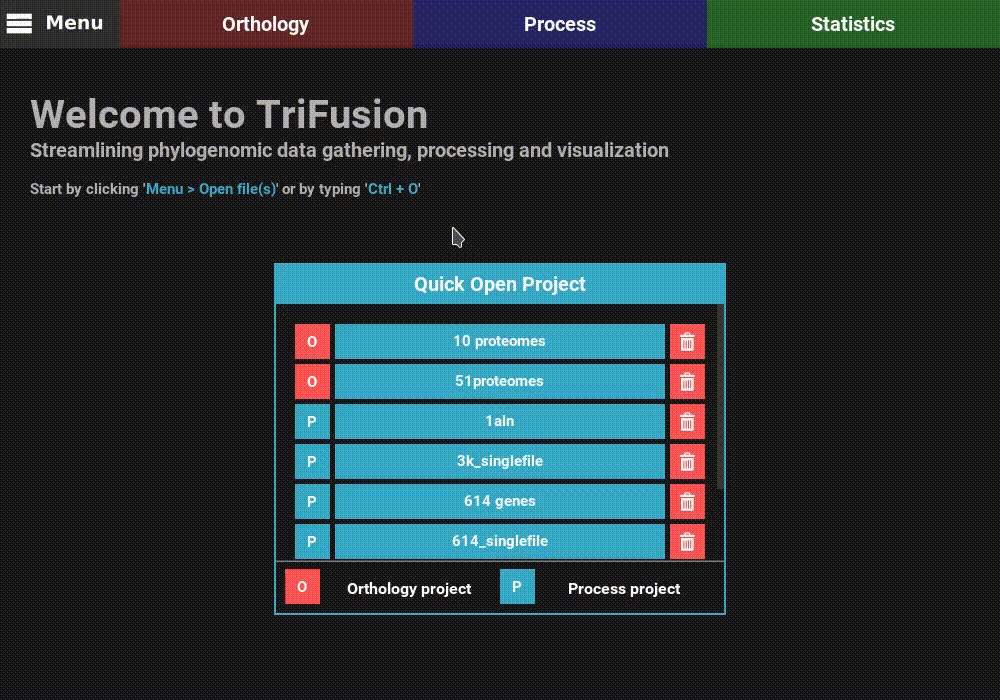 Menu
Orthology
Process
Statistics
Welcome to TriFusion
Streamlining phylogenomic data gathering, processing and visualization
Start by clicking 'Menu > Open file(s)' or by typing 'Ctrl + O'
Quick Open Project
O 10 proteomes
O 51proteomes
P 1aln
P 3k_singlefile
P 614 genes
P 614_singlefile
O Orthology project P Process project